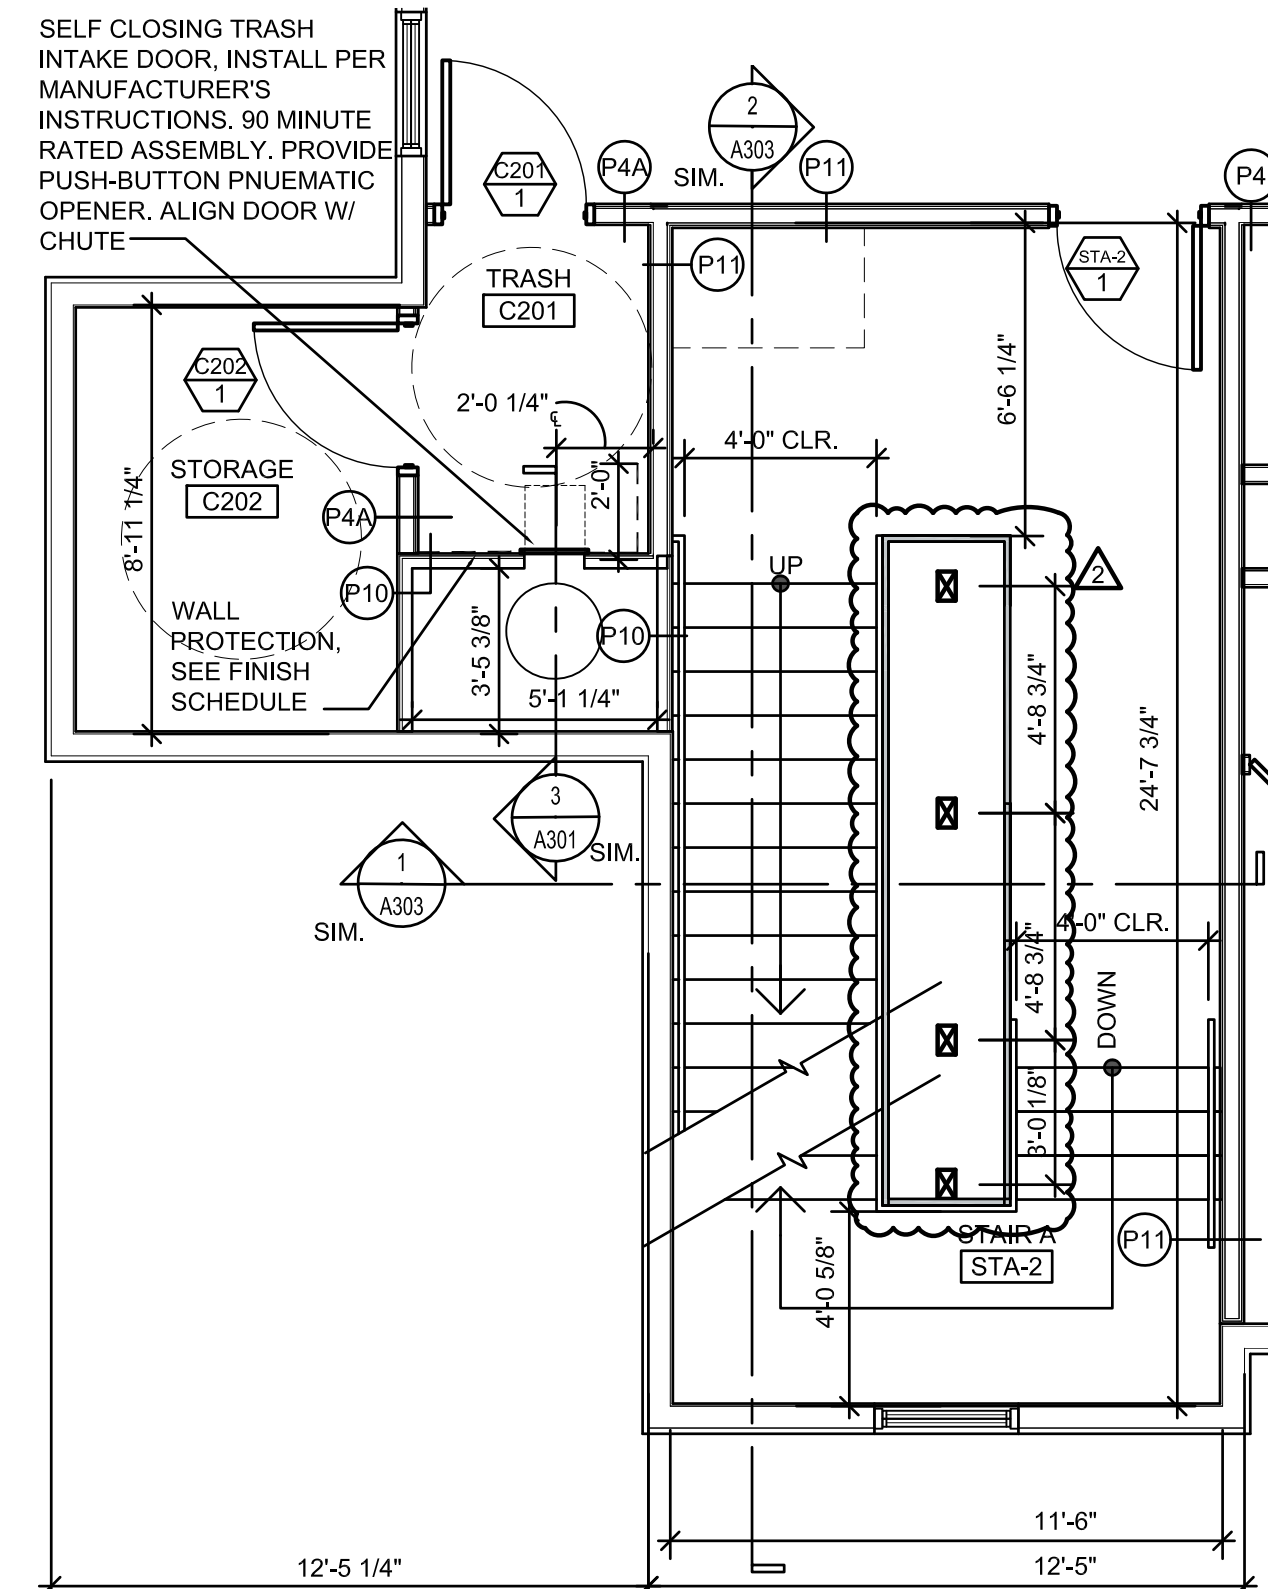 SELF CLOSING TRASH
INTAKE DOOR, INSTALL PER
MANUFACTURER'S
INSTRUCTIONS. 90 MINUTE
RATED ASSEMBLY. PROVIDE
PUSH-BUTTON PNUEMATIC
OPENER. ALIGN DOOR W/
CHUTE
C201
1
P4A
SIM.
2
A303
P11
P4
P11
STA-2
1
TRASH
C201
C202
1
2'-0 1/4"
℄
4'-0" CLR.
6'-6 1/4"
STORAGE
C202
8'-11 1/4"
P4A
2'-0"
UP
2
P10
WALL
PROTECTION,
SEE FINISH
SCHEDULE
3'-5 3/8"
P10
5'-1 1/4"
4'-8 3/4"
24'-7 3/4"
3
A301
SIM.
1
A303
SIM.
4'-0" CLR.
4'-8 3/4"
DOWN
3'-0 1/8"
STAIR A
STA-2
P11
4'-0 5/8"
11'-6"
12'-5 1/4"
12'-5"